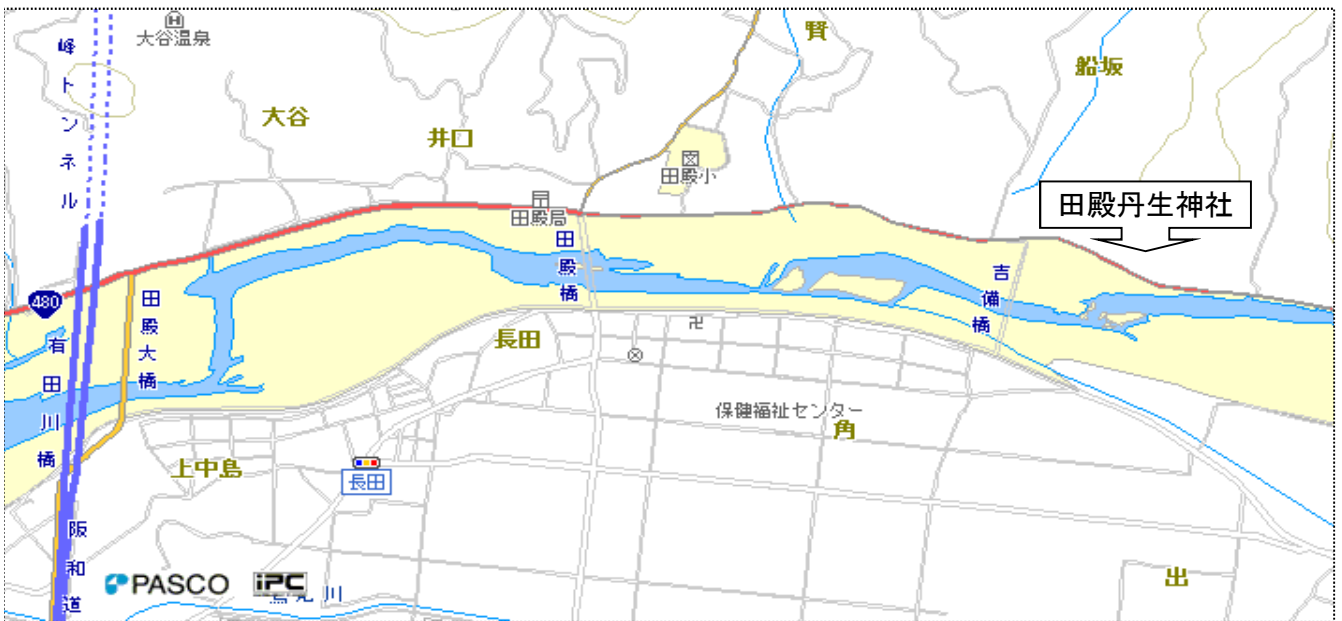 大谷温泉
賢
船坂
峰トンネル
大谷
井口
田殿小
田殿丹生神社
田殿局
田殿橋
吉備橋
480
田殿大橋
有田川橋
長田
卍
保健福祉センター
角
上中島
長田
阪和道
出
PASCO
iPC
川